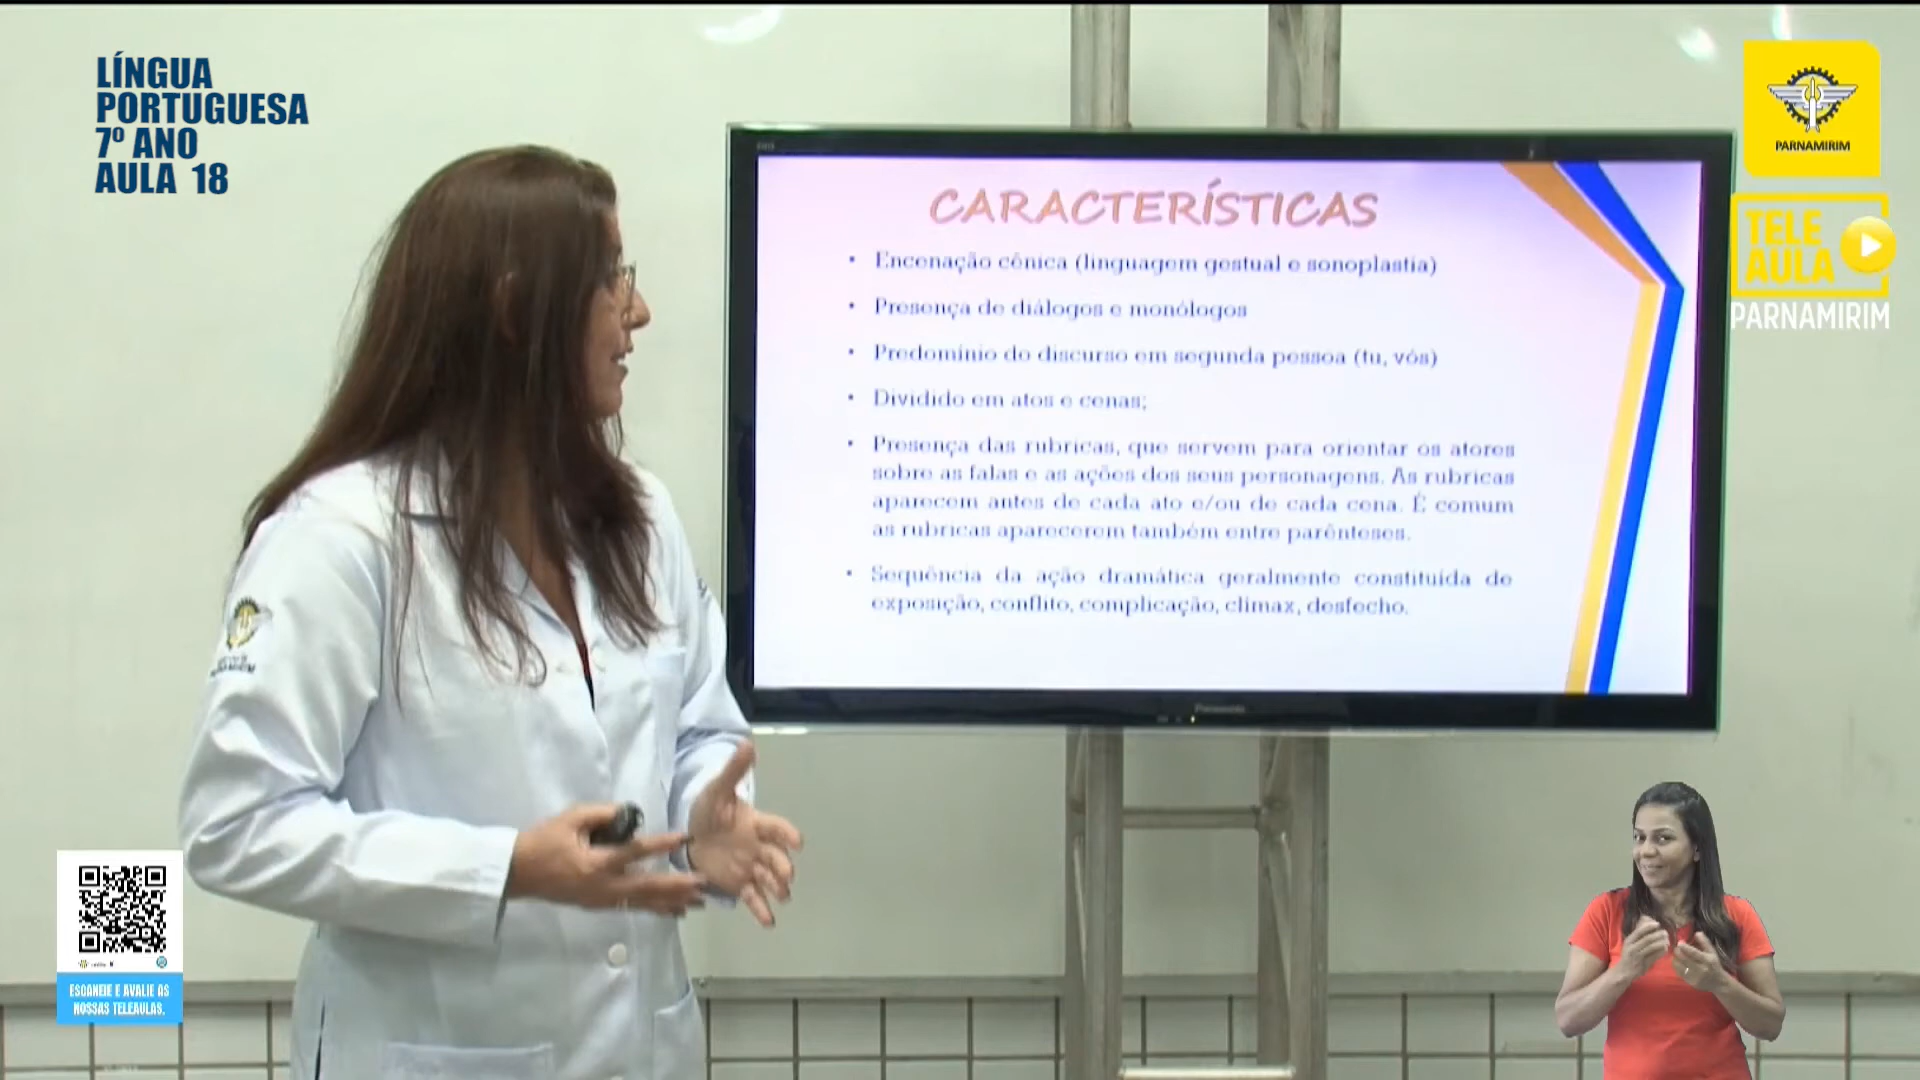 LÍNGUA
PORTUGUESA
7º ANO
AULA 18
CARACTERÍSTICAS
• Encenação cênica (linguagem gestual e sonoplastia)
• Presença de diálogos e monólogos
• Predomínio do discurso em segunda pessoa (tu, vós)
• Dividido em atos e cenas;
• Presença das rubricas, que servem para orientar os atores
sobre as falas e as ações dos seus personagens. As rubricas
aparecem antes de cada ato e/ou de cada cena. É comum
as rubricas aparecerem também entre parênteses.
• Sequência da ação dramática geralmente constituída de
exposição, conflito, complicação, clímax, desfecho.
Panasonic
PARNAMIRIM
TELE
AULA
PARNAMIRIM
ESCANEIE E AVALIE AS
NOSSAS TELEAULAS.